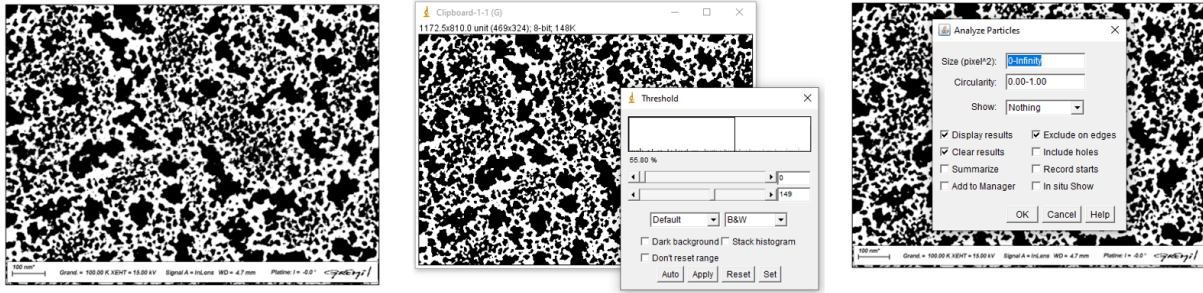 100 nm*
Grand. = 100.00 K X EHT = 15.00 kV Signal A = InLens WD = 4.7 mm Platine: I = -0.0°
Clipboard-1-1 (G)
1172.5x810.0 unit (469x324); 8-bit; 148K
Threshold
55.80 %
0
149
Default
B&W
Dark background
Stack histogram
Don't reset range
Auto
Apply
Reset
Set
Analyze Particles
Size (pixel^2):
0-Infinity
Circularity:
0.00-1.00
Show:
Nothing
Display results
Exclude on edges
Clear results
Include holes
Summarize
Record starts
Add to Manager
In situ Show
OK
Cancel
Help
100 nm*
Grand. = 100.00 K X EHT = 15.00 kV Signal A = InLens WD = 4.7 mm Platine: I = -0.0°